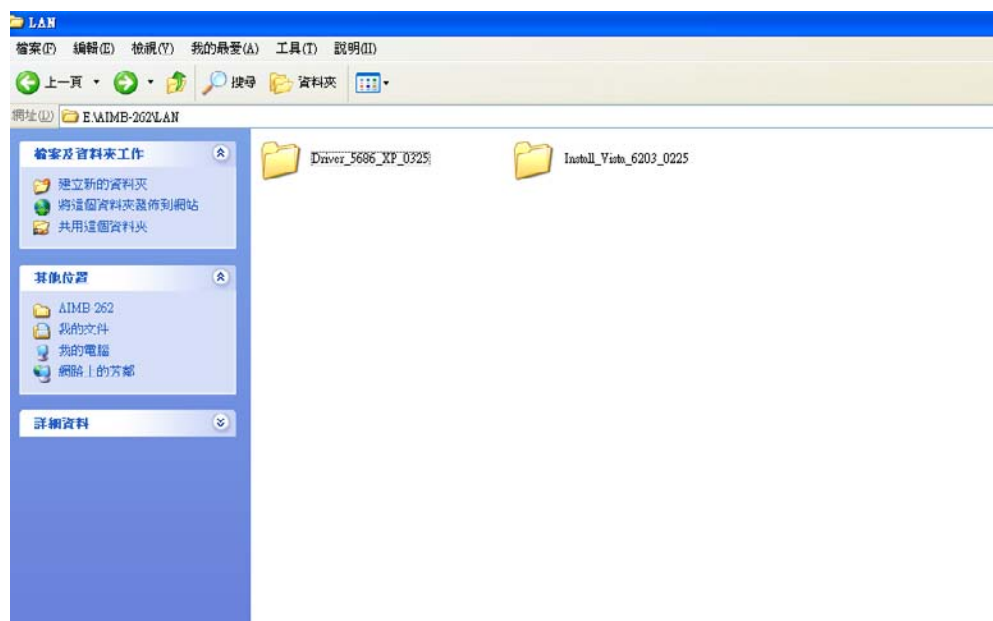 LAN
檔案(F) 編輯(E) 檢視(V) 我的最愛(A) 工具(T) 說明(H)
上一頁 搜尋 資料夾
網址(D) E:\AIMB-262\LAN
檔案及資料夾工作
建立新的資料夾
將這個資料夾發佈到網站
共用這個資料夾
其他位置
AIMB 262
我的文件
我的電腦
網路上的芳鄰
詳細資料
Driver_5686_XP_0325
Install_Vista_6203_0225